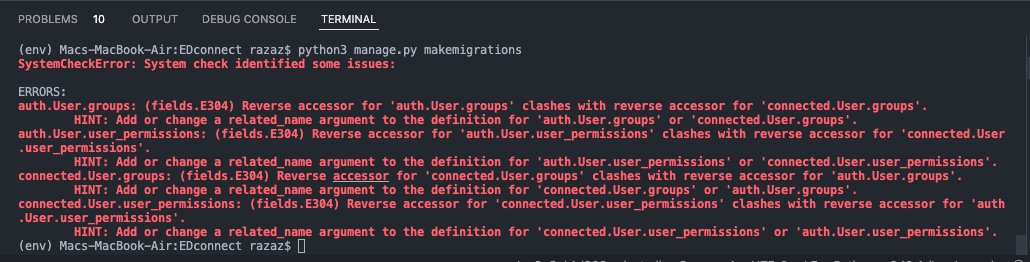 PROBLEMS 10 OUTPUT DEBUG CONSOLE TERMINAL
(env) Macs-MacBook-Air:EDconnect razaz$ python3 manage.py makemigrations
SystemCheckError: System check identified some issues:
ERRORS:
auth.User.groups: (fields.E304) Reverse accessor for 'auth.User.groups' clashes with reverse accessor for 'connected.User.groups'.
HINT: Add or change a related_name argument to the definition for 'auth.User.groups' or 'connected.User.groups'.
auth.User.user_permissions: (fields.E304) Reverse accessor for 'auth.User.user_permissions' clashes with reverse accessor for 'connected.User
.user_permissions'.
HINT: Add or change a related_name argument to the definition for 'auth.User.user_permissions' or 'connected.User.user_permissions'.
connected.User.groups: (fields.E304) Reverse accessor for 'connected.User.groups' clashes with reverse accessor for 'auth.User.groups'.
HINT: Add or change a related_name argument to the definition for 'connected.User.groups' or 'auth.User.groups'.
connected.User.user_permissions: (fields.E304) Reverse accessor for 'connected.User.user_permissions' clashes with reverse accessor for 'auth
.User.user_permissions'.
HINT: Add or change a related_name argument to the definition for 'connected.User.user_permissions' or 'auth.User.user_permissions'.
(env) Macs-MacBook-Air:EDconnect razaz$